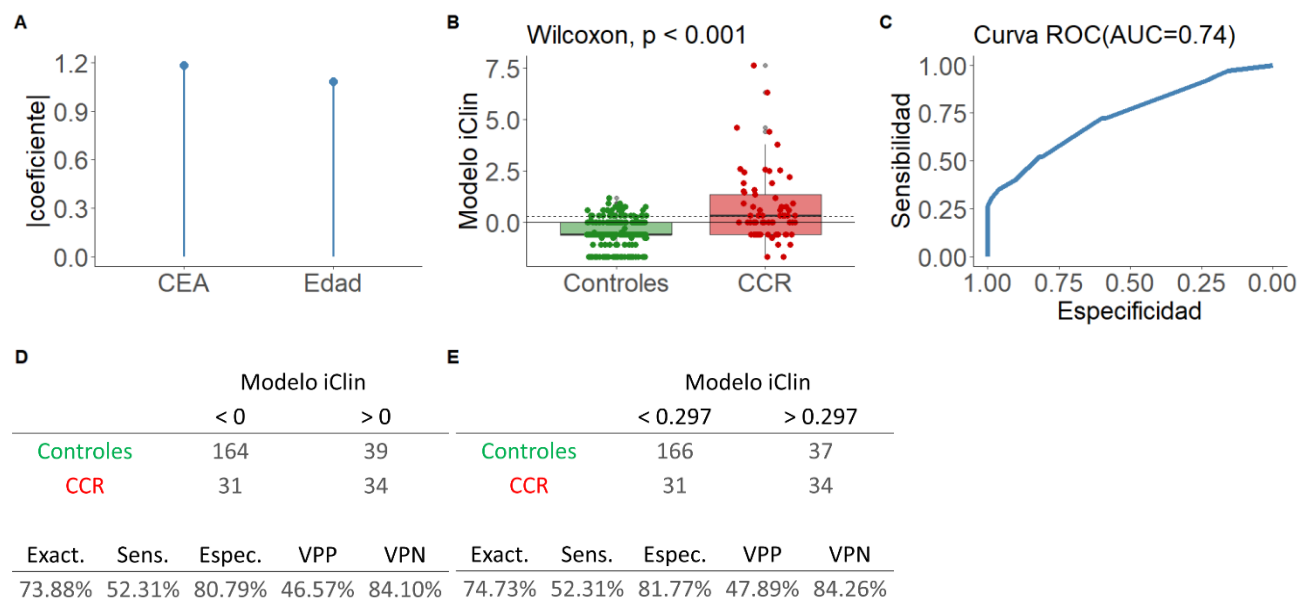 A
|coeficiente|
1.2
0.9
0.6
0.3
0.0
CEA Edad
B
Wilcoxon, p < 0.001
Modelo iClin
7.5
5.0
2.5
0.0
Controles CCR
C
Curva ROC(AUC=0.74)
Sensibilidad
1.00
0.75
0.50
0.25
0.00
1.00 0.75 0.50 0.25 0.00
Especificidad
D
Modelo iClin
< 0 > 0
Controles 164 39
CCR 31 34
Exact. Sens. Espec. VPP VPN
73.88% 52.31% 80.79% 46.57% 84.10%
E
Modelo iClin
< 0.297 > 0.297
Controles 166 37
CCR 31 34
Exact. Sens. Espec. VPP VPN
74.73% 52.31% 81.77% 47.89% 84.26%